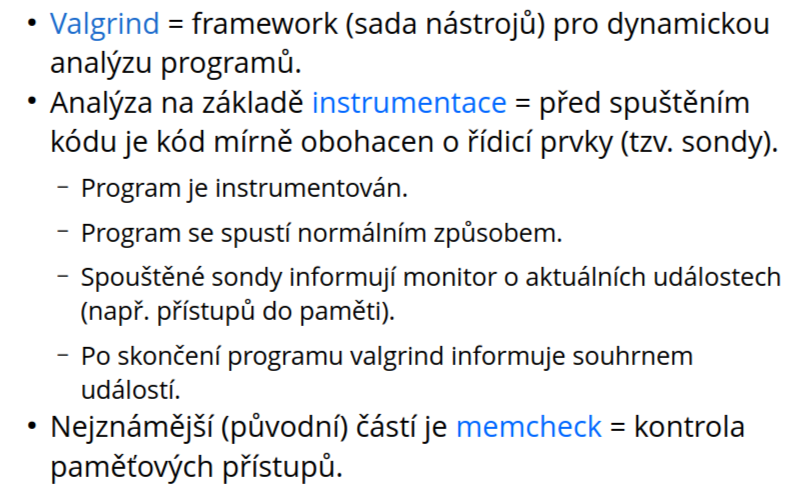 • Valgrind = framework (sada nástrojů) pro dynamickou
analýzu programů.
• Analýza na základě instrumentace = před spuštěním
kódu je kód mírně obohacen o řídicí prvky (tzv. sondy).
– Program je instrumentován.
– Program se spustí normálním způsobem.
– Spouštěné sondy informují monitor o aktuálních událostech
(např. přístupů do paměti).
– Po skončení programu valgrind informuje souhrnem
událostí.
• Nejznámější (původní) částí je memcheck = kontrola
paměťových přístupů.